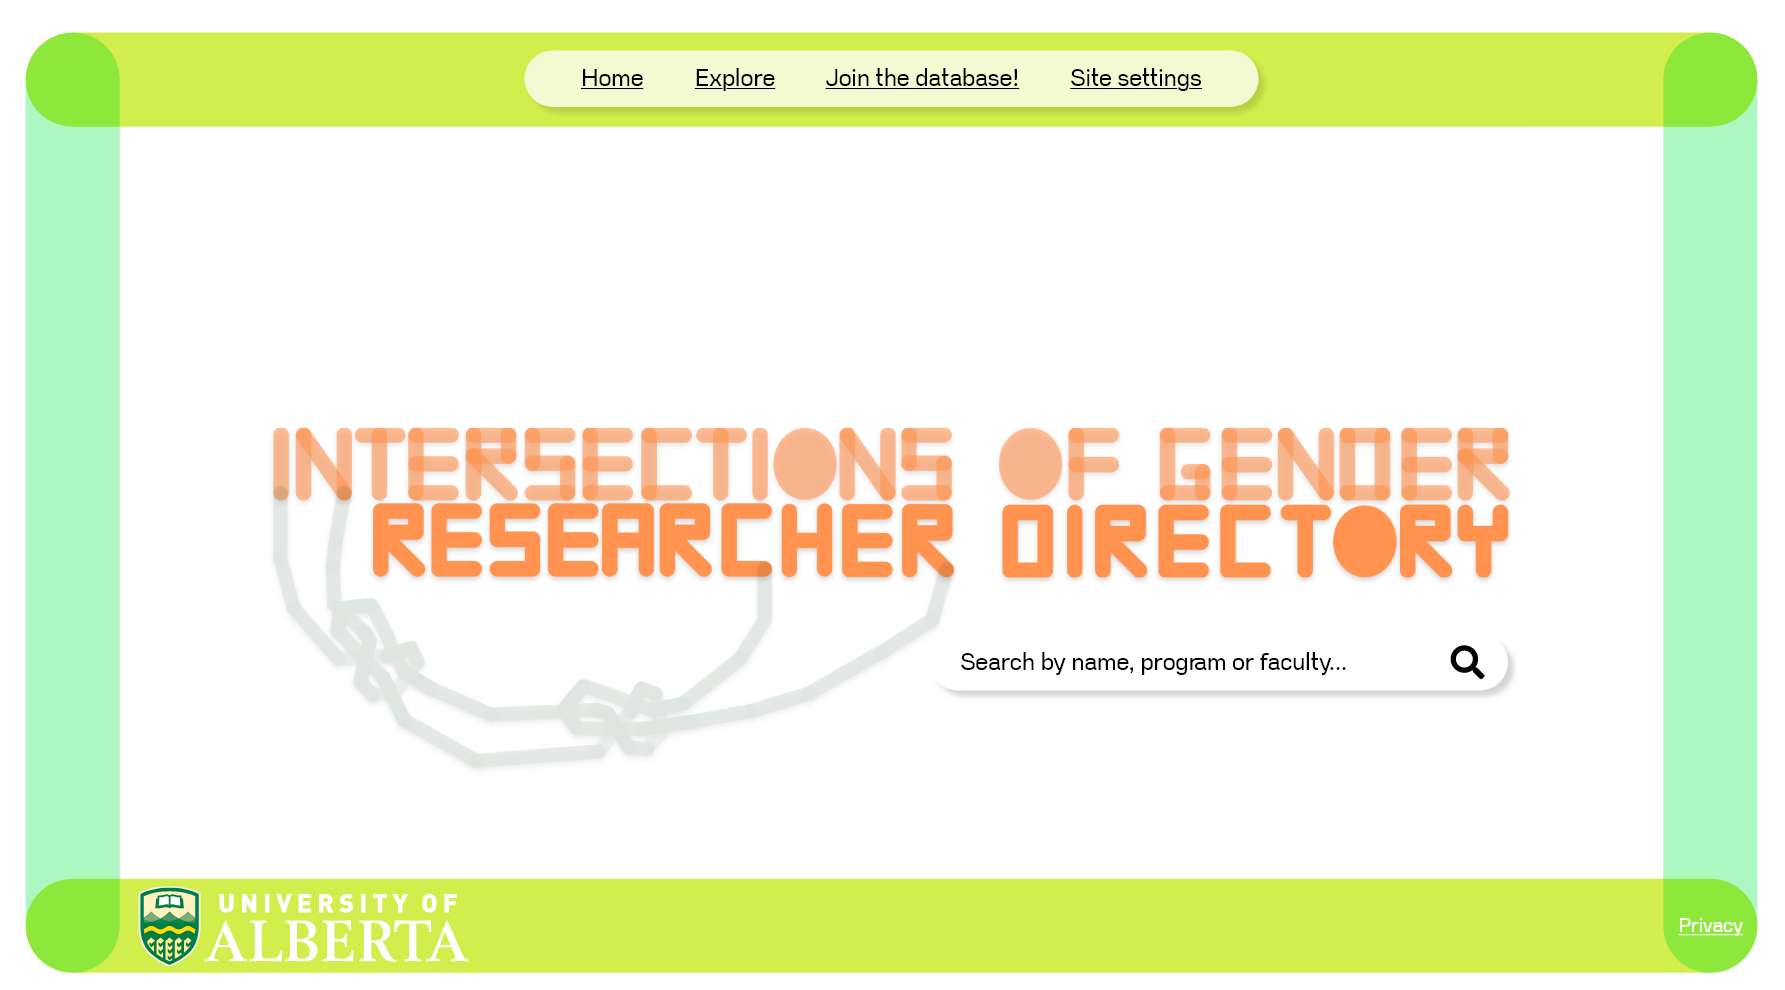 Home Explore Join the database! Site settings
INTERSECTIONS OF GENDER
RESEARCHER DIRECTORY
Search by name, program or faculty...
UNIVERSITY OF
ALBERTA
Privacy